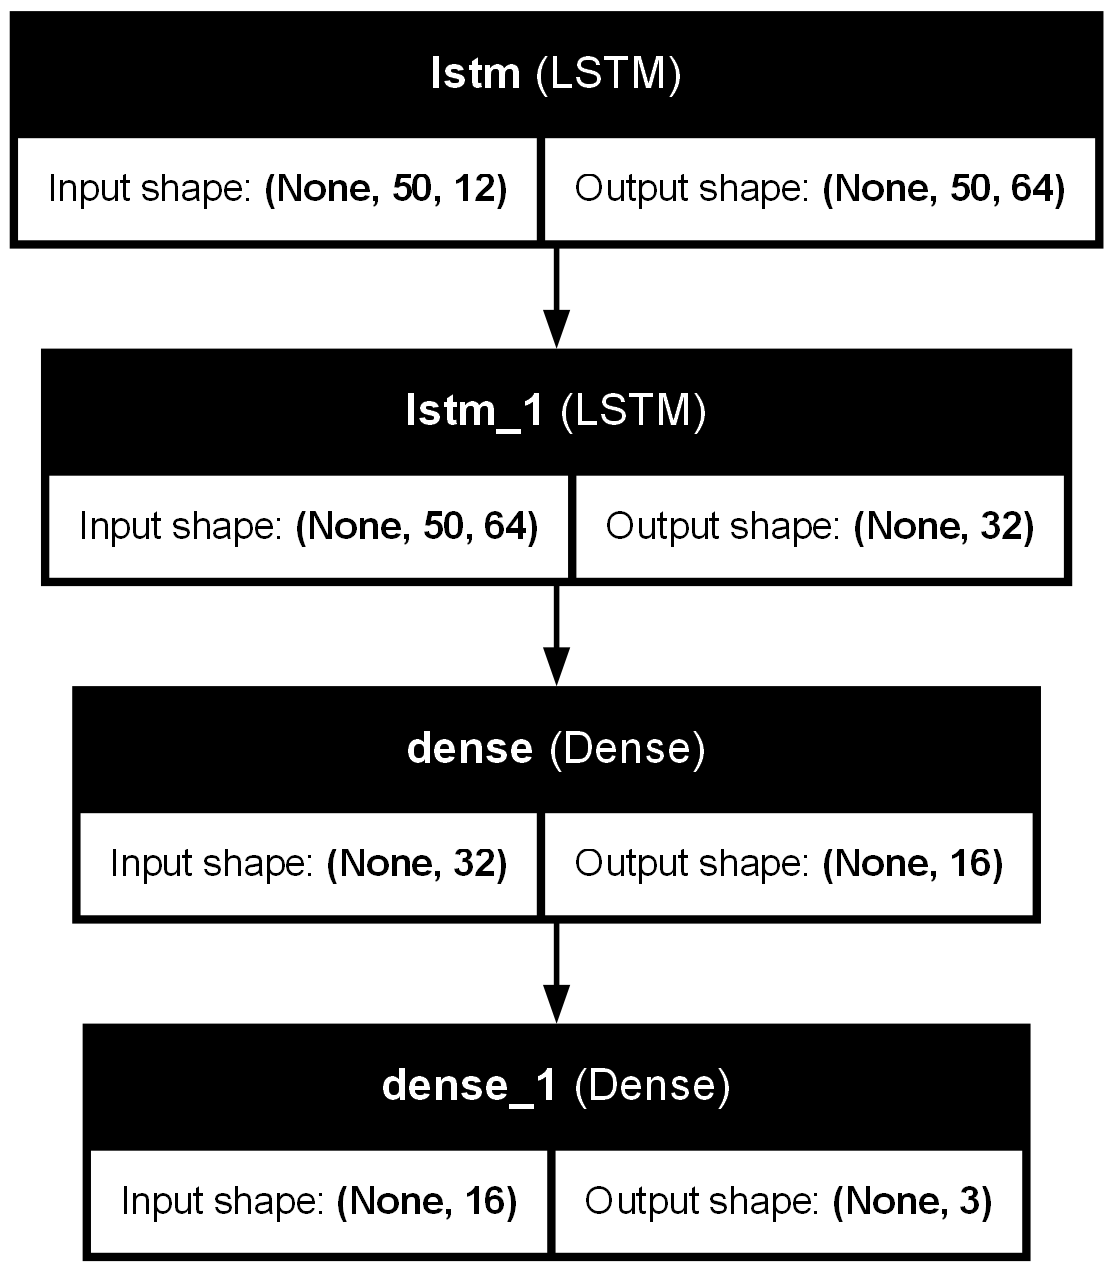 lstm (LSTM)
Input shape: (None, 50, 12) Output shape: (None, 50, 64)
lstm_1 (LSTM)
Input shape: (None, 50, 64) Output shape: (None, 32)
dense (Dense)
Input shape: (None, 32) Output shape: (None, 16)
dense_1 (Dense)
Input shape: (None, 16) Output shape: (None, 3)